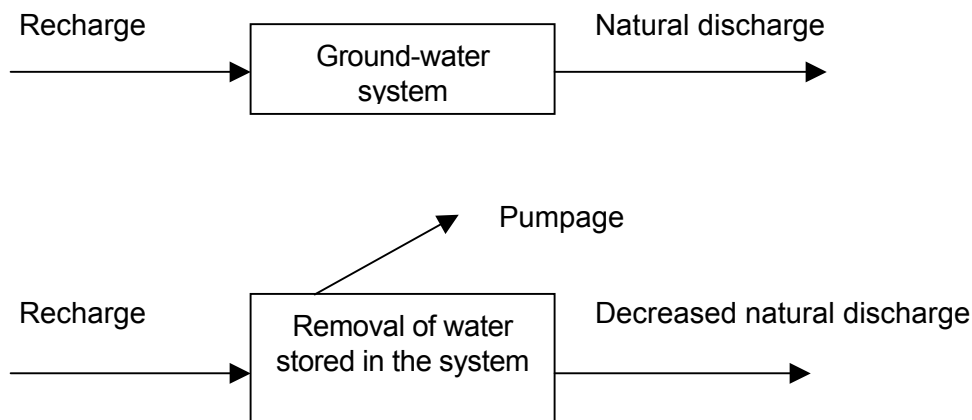 Recharge
Ground-water
system
Natural discharge
Pumpage
Recharge
Removal of water
stored in the system
Decreased natural discharge